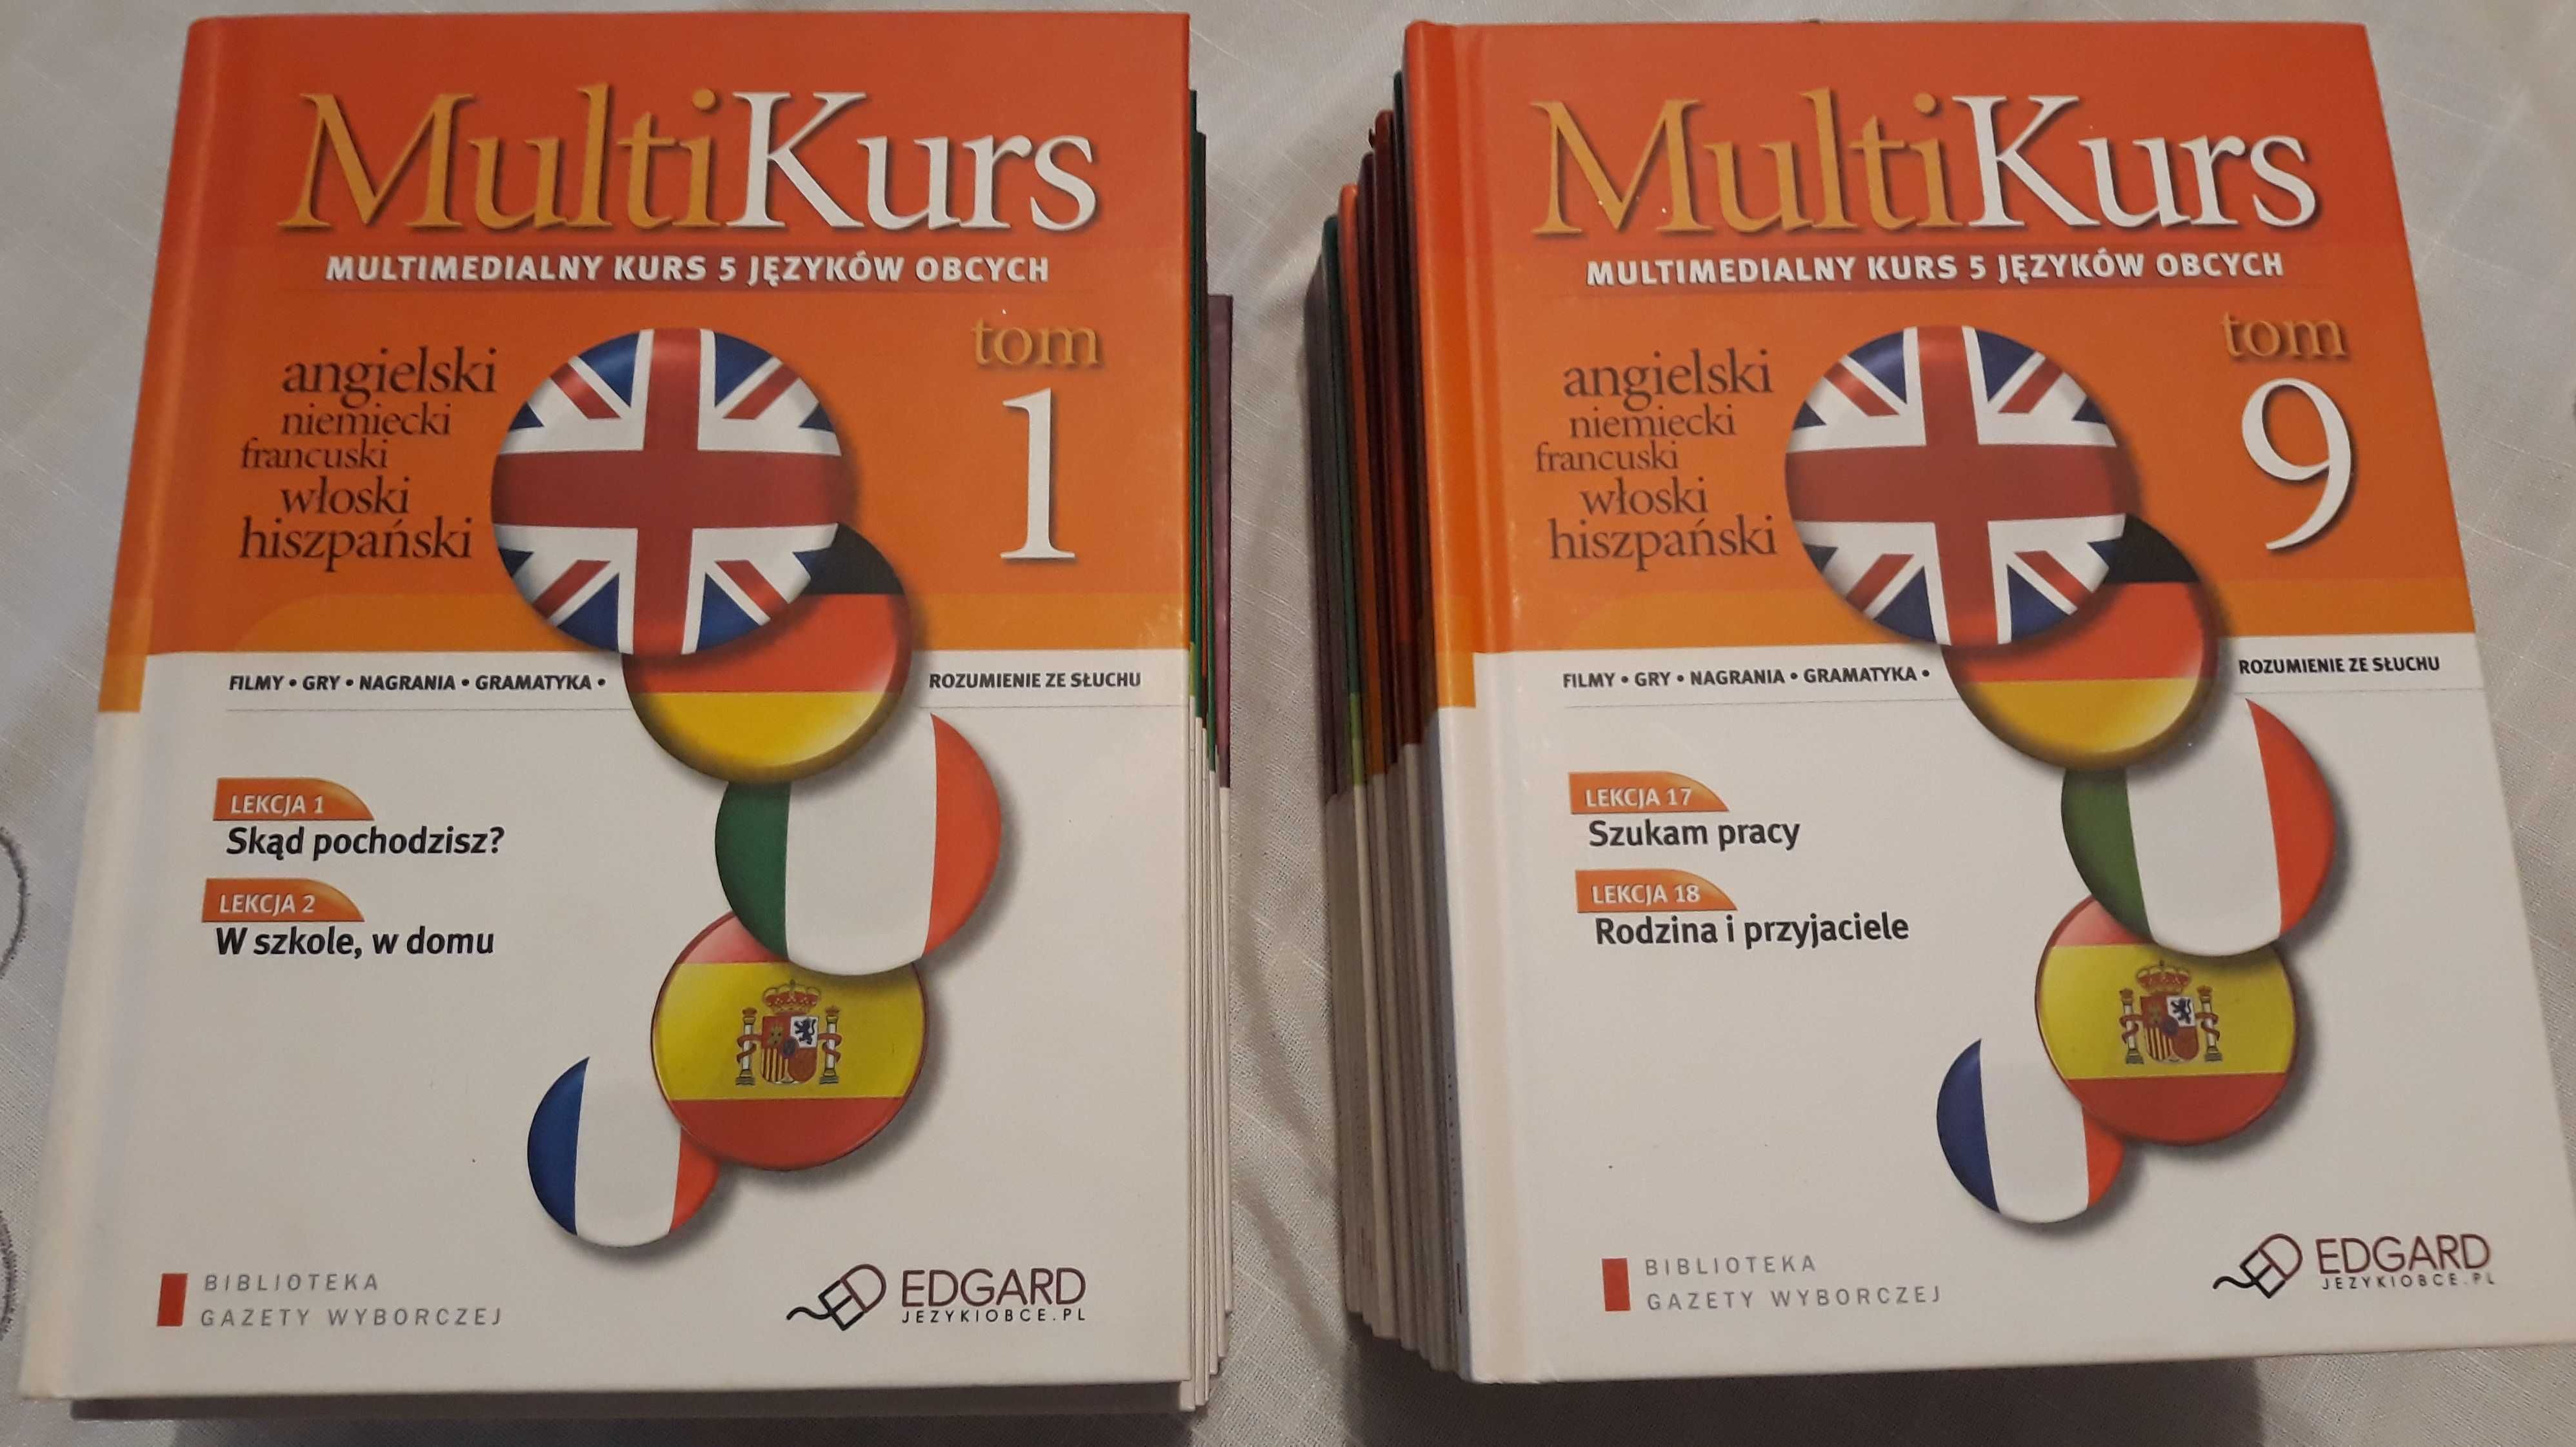 MultiKurs
MULTIMEDIALNY KURS 5 JĘZYKÓW OBCYCH
tom
1
angielski
niemiecki
francuski
włoski
hiszpański
FILMY • GRY • NAGRANIA • GRAMATYKA • ROZUMIENIE ZE SŁUCHU
LEKCJA 1
Skąd pochodzisz?
LEKCJA 2
W szkole, w domu
BIBLIOTEKA
GAZETY WYBORCZEJ
EDGARD
JEZYKIOBCE.PL
MultiKurs
MULTIMEDIALNY KURS 5 JĘZYKÓW OBCYCH
tom
9
angielski
niemiecki
francuski
włoski
hiszpański
FILMY • GRY • NAGRANIA • GRAMATYKA • ROZUMIENIE ZE SŁUCHU
LEKCJA 17
Szukam pracy
LEKCJA 18
Rodzina i przyjaciele
BIBLIOTEKA
GAZETY WYBORCZEJ
EDGARD
JEZYKIOBCE.PL